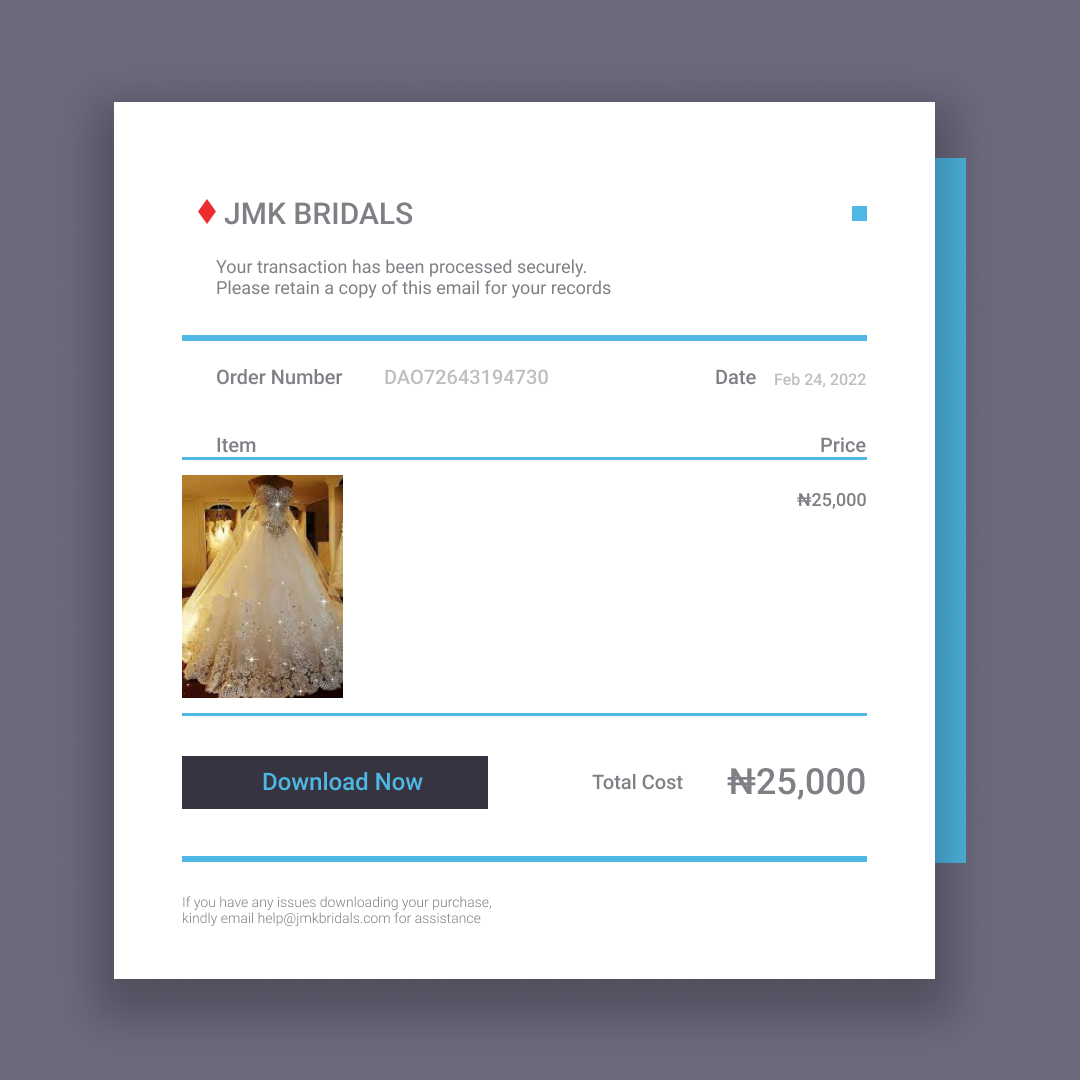 JMK BRIDALS
Your transaction has been processed securely.
Please retain a copy of this email for your records
Order Number DAO72643194730 Date Feb 24, 2022
Item Price
₦25,000
Download Now Total Cost ₦25,000
If you have any issues downloading your purchase,
kindly email help@jmkbridals.com for assistance